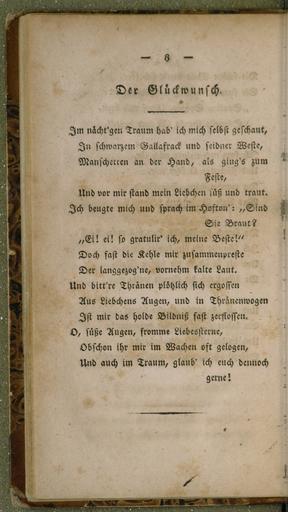 — 8 —
Der Glückwunsch.
Im nächt'gen Traum hab' ich mich selbst geschaut,
In schwarzem Gallafrack und seidner Weste,
Manschetten an der Hand, als ging's zum
Feste,
Und vor mir stand mein Liebchen süß und traut.
Ich beugte mich und sprach im Hofton': „Sind
Sie Braut?
„Ei! ei! so gratulir' ich, meine Beste!“
Doch fast die Kehle mir zusammenpreste
Der langgezog'ne, vornehm kalte Laut.
Und bitt're Thränen plötzlich sich ergossen
Aus Liebchens Augen, und in Thränenwogen
Ist mir das holde Bildniß fast zerflossen.
O, süße Augen, fromme Liebessterne,
Obschon ihr mir im Wachen oft gelogen,
Und auch im Traum, glaub' ich euch dennoch
gerne!